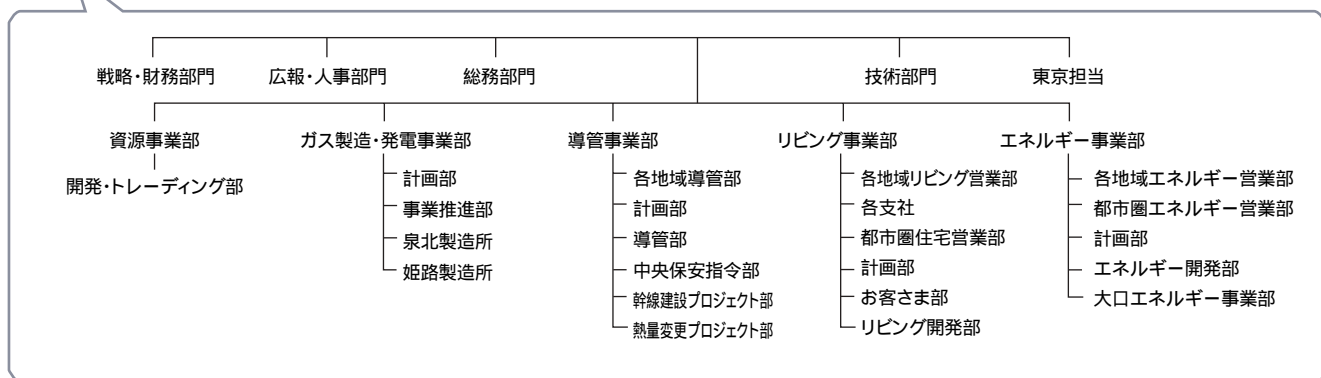 戦略・財務部門
広報・人事部門
総務部門
技術部門
東京担当
資源事業部
開発・トレーディング部
ガス製造・発電事業部
計画部
事業推進部
泉北製造所
姫路製造所
導管事業部
各地域導管部
計画部
導管部
中央保安指令部
幹線建設プロジェクト部
熱量変更プロジェクト部
リビング事業部
各地域リビング営業部
各支社
都市圏住宅営業部
計画部
お客さま部
リビング開発部
エネルギー事業部
各地域エネルギー営業部
都市圏エネルギー営業部
計画部
エネルギー開発部
大口エネルギー事業部